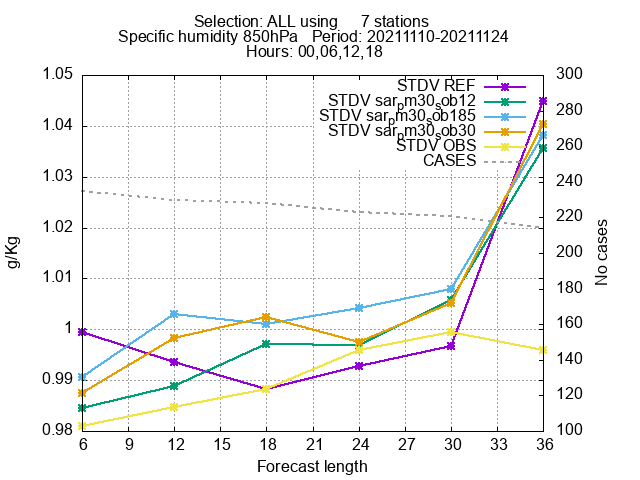 Selection: ALL using 7 stations
Specific humidity 850hPa Period: 20211110-20211124
Hours: 00,06,12,18
1.05
1.04
1.03
1.02
1.01
1
0.99
0.98
g/Kg
300
280
260
240
220
200
180
160
140
120
100
No cases
STDV REF
STDV sarpm30sob12
STDV sarpm30sob185
STDV sarpm30sob30
STDV OBS
CASES
6 9 12 15 18 21 24 27 30 33 36
Forecast length